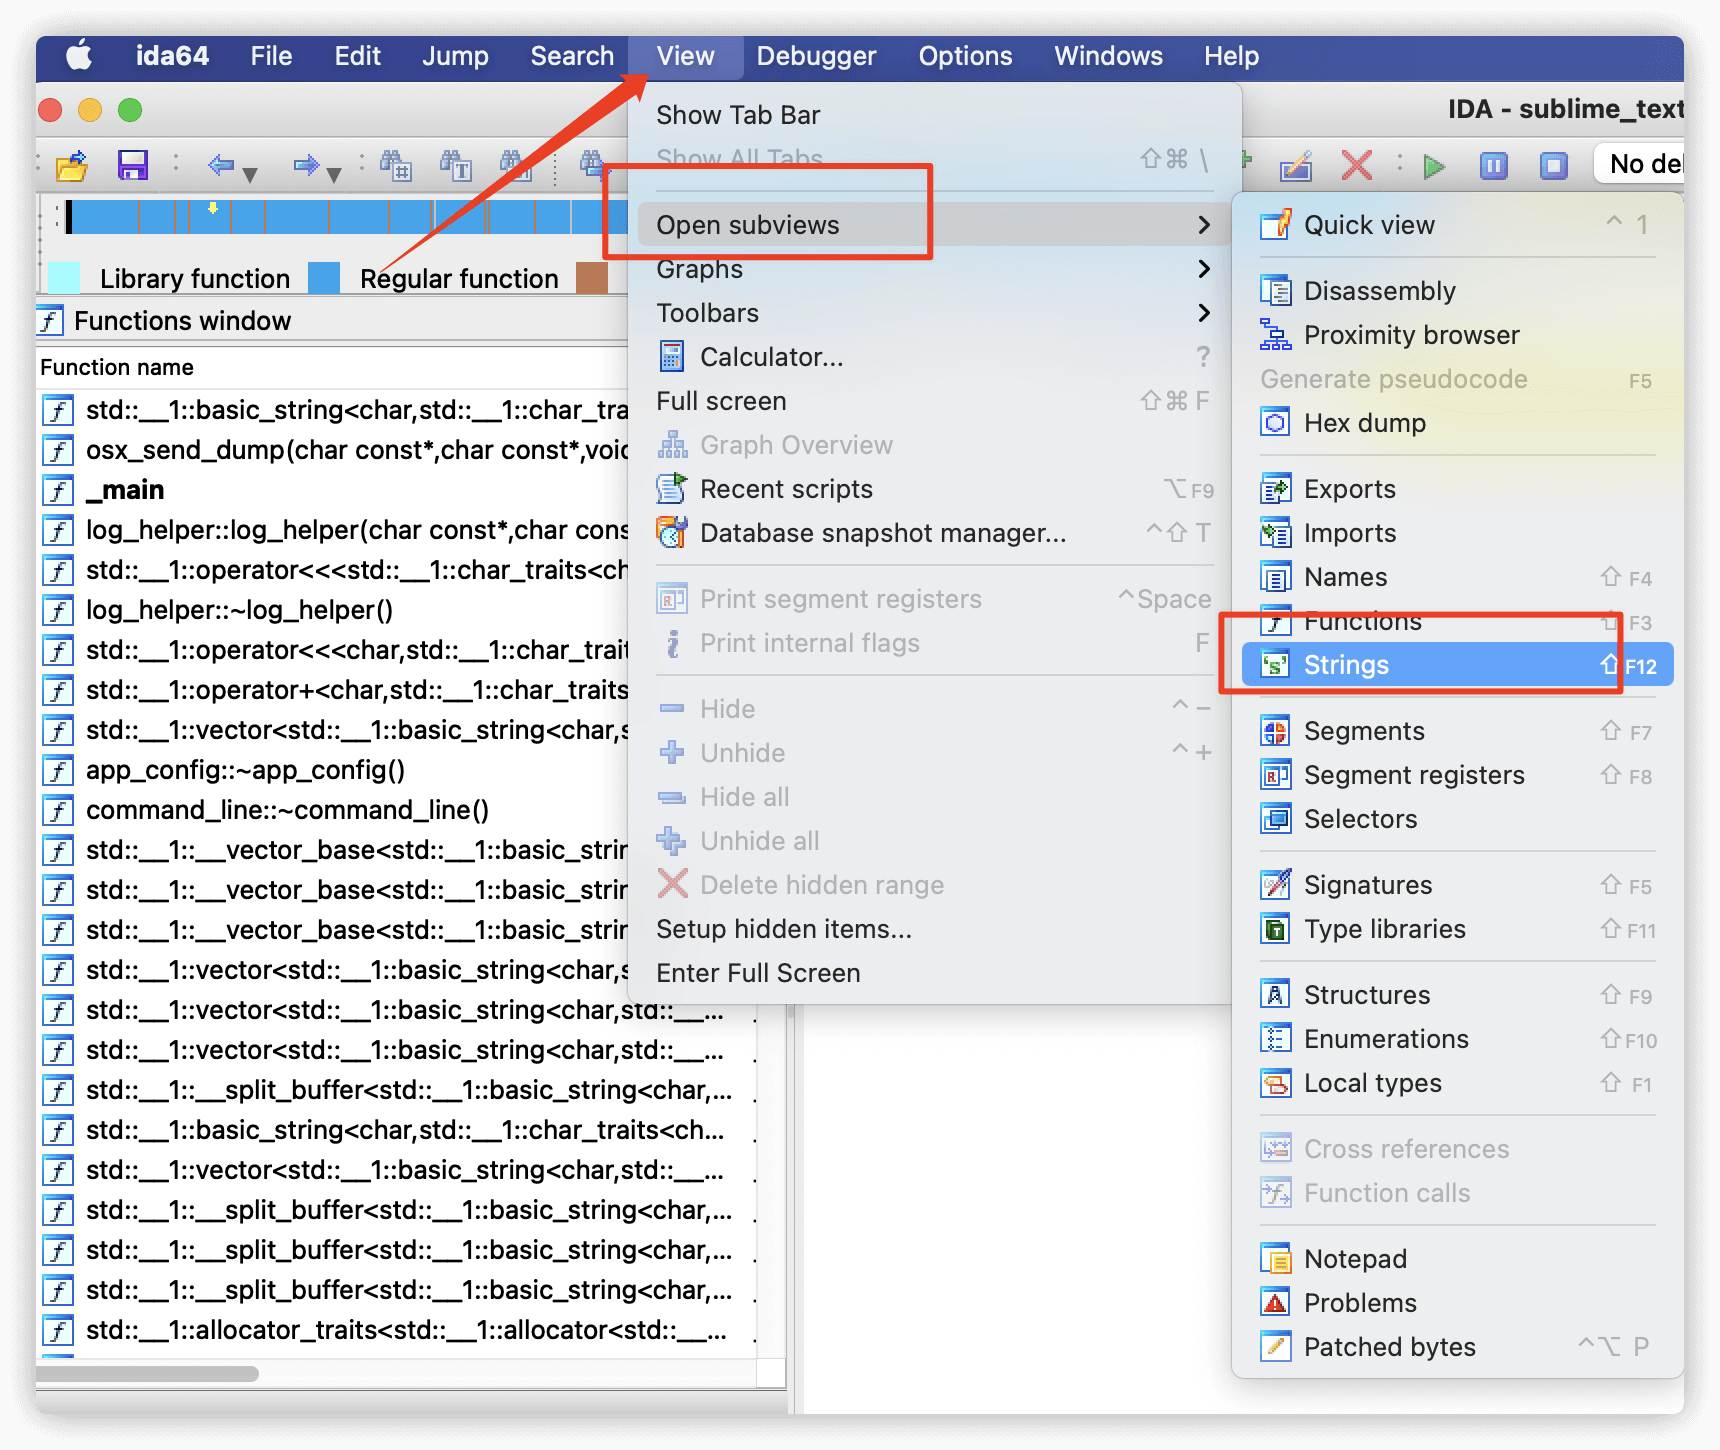 ida64 File Edit Jump Search View Debugger Options Windows Help
IDA - sublime_text
No de
Library function Regular function
Functions window
Function name
std::__1::basic_string<char,std::__1::char_tra
osx_send_dump(char const*,char const*,voic
_main
log_helper::log_helper(char const*,char cons
std::__1::operator<<<std::__1::char_traits<ch
log_helper::~log_helper()
std::__1::operator<<<char,std::__1::char_trait
std::__1::operator+<char,std::__1::char_traits
std::__1::vector<std::__1::basic_string<char,s
app_config::~app_config()
command_line::~command_line()
std::__1::__vector_base<std::__1::basic_strir
std::__1::__vector_base<std::__1::basic_strir
std::__1::__vector_base<std::__1::basic_strir
std::__1::vector<std::__1::basic_string<char,s
std::__1::vector<std::__1::basic_string<char,std::__...
std::__1::vector<std::__1::basic_string<char,std::__...
std::__1::__split_buffer<std::__1::basic_string<char,...
std::__1::basic_string<char,std::__1::char_traits<ch...
std::__1::vector<std::__1::basic_string<char,std::__...
std::__1::__split_buffer<std::__1::basic_string<char,...
std::__1::__split_buffer<std::__1::basic_string<char,...
std::__1::__split_buffer<std::__1::basic_string<char,...
std::__1::allocator_traits<std::__1::allocator<std::__...
Show Tab Bar
Show All Tabs ⇧⌘ \
Open subviews
Graphs
Toolbars
Calculator... ?
Full screen ⇧⌘ F
Graph Overview
Recent scripts ⌥F9
Database snapshot manager... ^⇧ T
Print segment registers ^Space
Print internal flags F
Hide ^ −
Unhide ^ +
Hide all
Unhide all
Delete hidden range
Setup hidden items...
Enter Full Screen
Quick view ^ 1
Disassembly
Proximity browser
Generate pseudocode F5
Hex dump
Exports
Imports
Names ⇧ F4
Functions ⇧ F3
Strings ⇧ F12
Segments ⇧ F7
Segment registers ⇧ F8
Selectors
Signatures ⇧ F5
Type libraries ⇧ F11
Structures ⇧ F9
Enumerations ⇧ F10
Local types ⇧ F1
Cross references
Function calls
Notepad
Problems
Patched bytes ^⌥ P